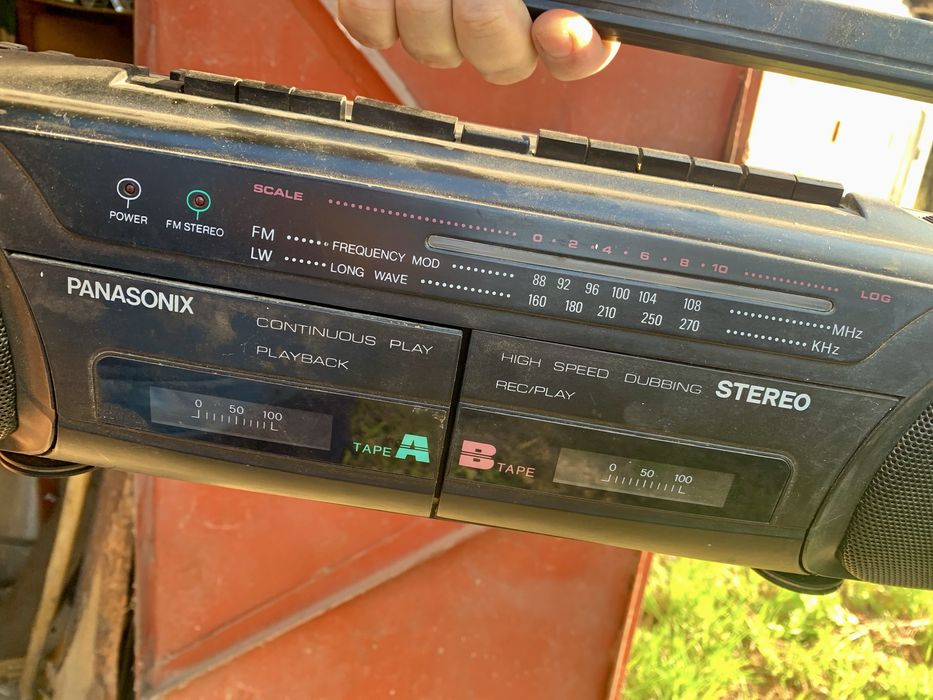 SCALE
POWER
FM STEREO
0 · 2 · 4 · 6 · 8 · 10
LOG
FM FREQUENCY MOD 88 92 96 100 104 108 MHz
LW LONG WAVE 160 180 210 250 270 KHz
PANASONIX
CONTINUOUS PLAY
PLAYBACK
0 50 100
TAPE A
HIGH SPEED DUBBING
REC/PLAY
STEREO
B TAPE
0 50 100